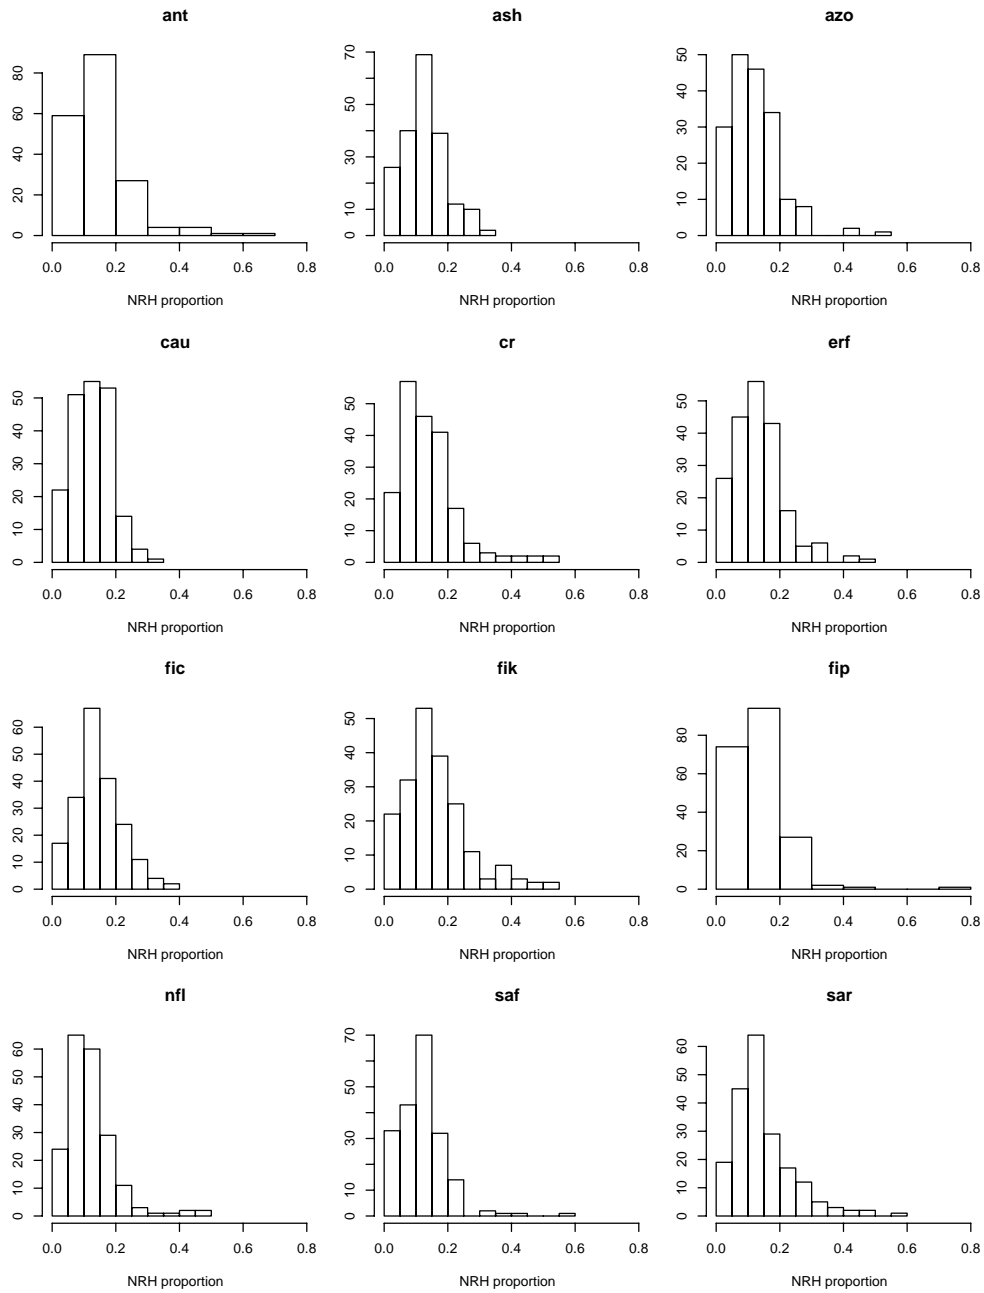 ant
ash
azo
0 20 40 60 80
0 10 30 50 70
0 10 20 30 40 50
0.0 0.2 0.4 0.6 0.8
0.0 0.2 0.4 0.6 0.8
0.0 0.2 0.4 0.6 0.8
NRH proportion
NRH proportion
NRH proportion
cau
cr
erf
0 10 20 30 40 50
0 10 20 30 40 50
0 10 20 30 40 50
0.0 0.2 0.4 0.6 0.8
0.0 0.2 0.4 0.6 0.8
0.0 0.2 0.4 0.6 0.8
NRH proportion
NRH proportion
NRH proportion
fic
fik
fip
0 10 20 30 40 50 60
0 10 20 30 40 50
0 20 40 60 80
0.0 0.2 0.4 0.6 0.8
0.0 0.2 0.4 0.6 0.8
0.0 0.2 0.4 0.6 0.8
NRH proportion
NRH proportion
NRH proportion
nfl
saf
sar
0 10 20 30 40 50 60
0 10 30 50 70
0 10 20 30 40 50 60
0.0 0.2 0.4 0.6 0.8
0.0 0.2 0.4 0.6 0.8
0.0 0.2 0.4 0.6 0.8
NRH proportion
NRH proportion
NRH proportion